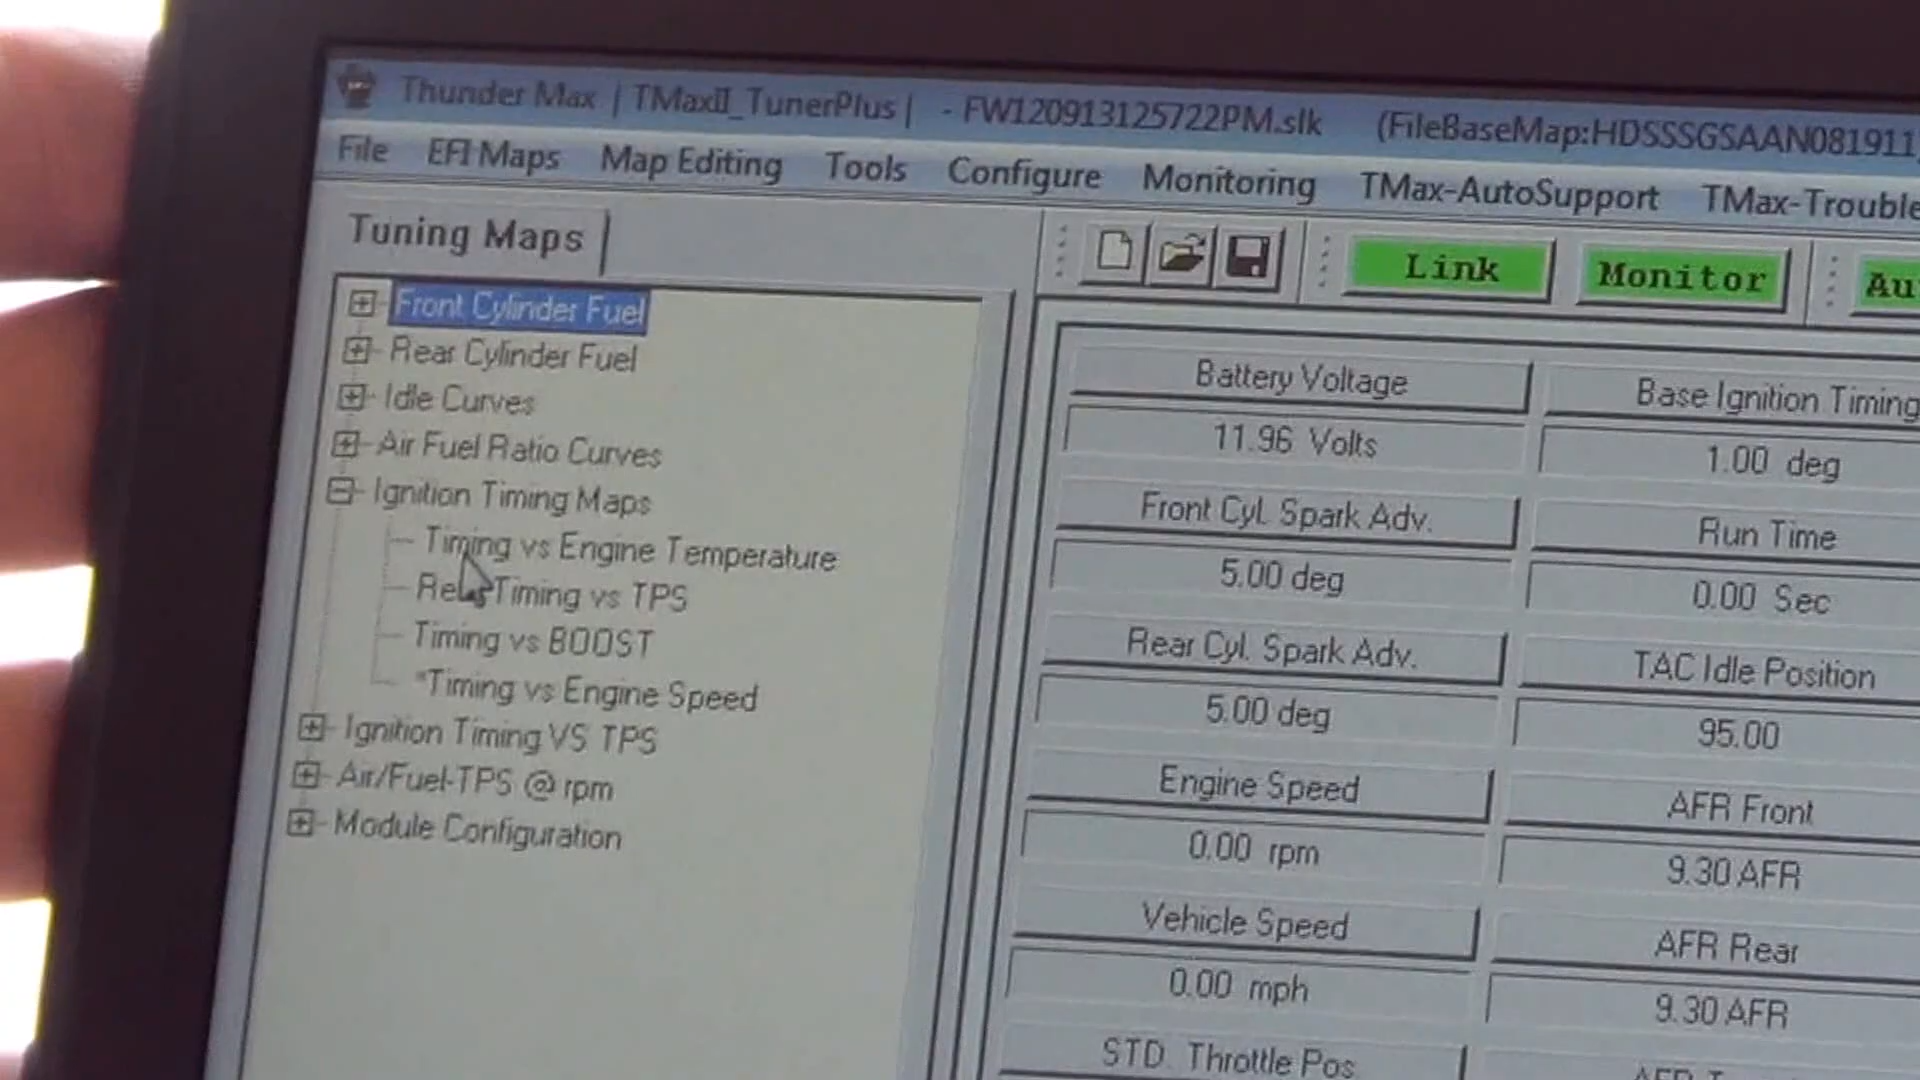 Thunder Max | TMaxII_TunerPlus | - FW120913125722PM.slk (FileBaseMap:HDSSSGSAAN081911
File EFI Maps Map Editing Tools Configure Monitoring TMax-AutoSupport TMax-Trouble
Tuning Maps
Link Monitor Au
Front Cylinder Fuel
Rear Cylinder Fuel
Idle Curves
Air Fuel Ratio Curves
Ignition Timing Maps
Timing vs Engine Temperature
Timing vs TPS
Timing vs BOOST
*Timing vs Engine Speed
Ignition Timing VS TPS
Air/Fuel-TPS @ rpm
Module Configuration
Battery Voltage
11.96 Volts
Front Cyl. Spark Adv.
5.00 deg
Rear Cyl. Spark Adv.
5.00 deg
Engine Speed
0.00 rpm
Vehicle Speed
0.00 mph
STD. Throttle Pos
Base Ignition Timing
1.00 deg
Run Time
0.00 Sec
TAC Idle Position
95.00
AFR Front
9.30 AFR
AFR Rear
9.30 AFR